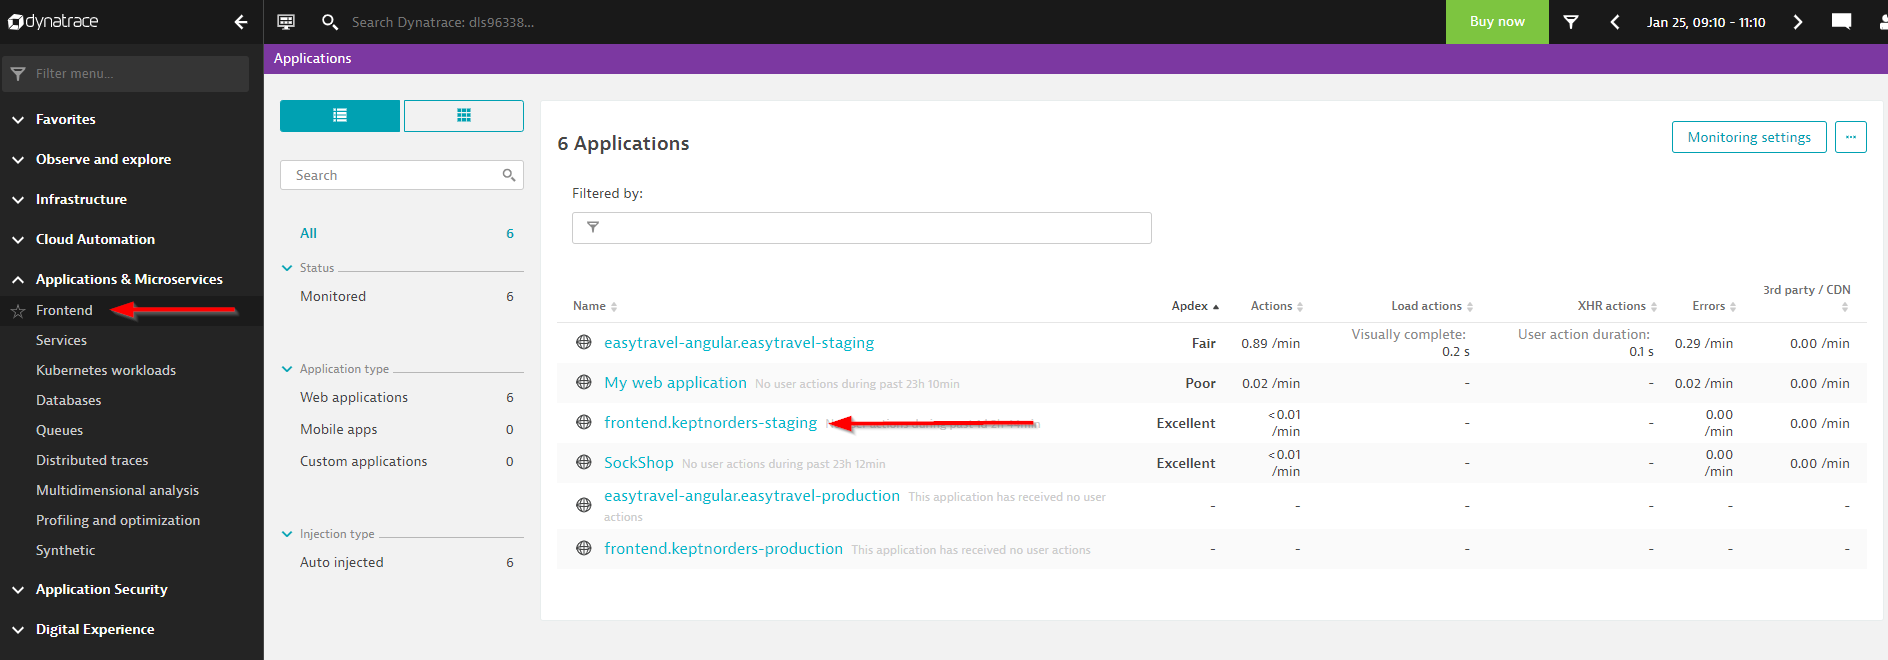 dynatrace
Search Dynatrace: dls96338...
Buy now
Jan 25, 09:10 - 11:10
Filter menu...
Applications
Favorites
Observe and explore
Infrastructure
Cloud Automation
Applications & Microservices
Frontend
Services
Kubernetes workloads
Databases
Queues
Distributed traces
Multidimensional analysis
Profiling and optimization
Synthetic
Application Security
Digital Experience
Search
All 6
Status
Monitored 6
Application type
Web applications 6
Mobile apps 0
Custom applications 0
Injection type
Auto injected 6
6 Applications
Monitoring settings
...
Filtered by:
Name Apdex Actions Load actions XHR actions Errors 3rd party / CDN
easytravel-angular.easytravel-staging Fair 0.89 /min Visually complete: 0.2 s User action duration: 0.1 s 0.29 /min 0.00 /min
My web application No user actions during past 23h 10min Poor 0.02 /min - - 0.02 /min 0.00 /min
frontend.keptnorders-staging Excellent <0.01 /min - - 0.00 /min 0.00 /min
SockShop No user actions during past 23h 12min Excellent <0.01 /min - - 0.00 /min 0.00 /min
easytravel-angular.easytravel-production This application has received no user actions - - - - - -
frontend.keptnorders-production This application has received no user actions - - - - - -